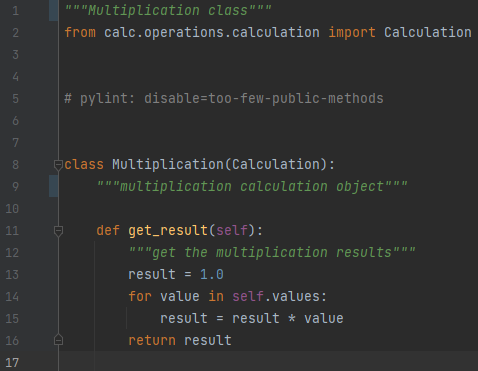 1 """Multiplication class"""
2 from calc.operations.calculation import Calculation
3
4
5 # pylint: disable=too-few-public-methods
6
7
8 class Multiplication(Calculation):
9     """multiplication calculation object"""
10
11     def get_result(self):
12         """get the multiplication results"""
13         result = 1.0
14         for value in self.values:
15             result = result * value
16         return result
17